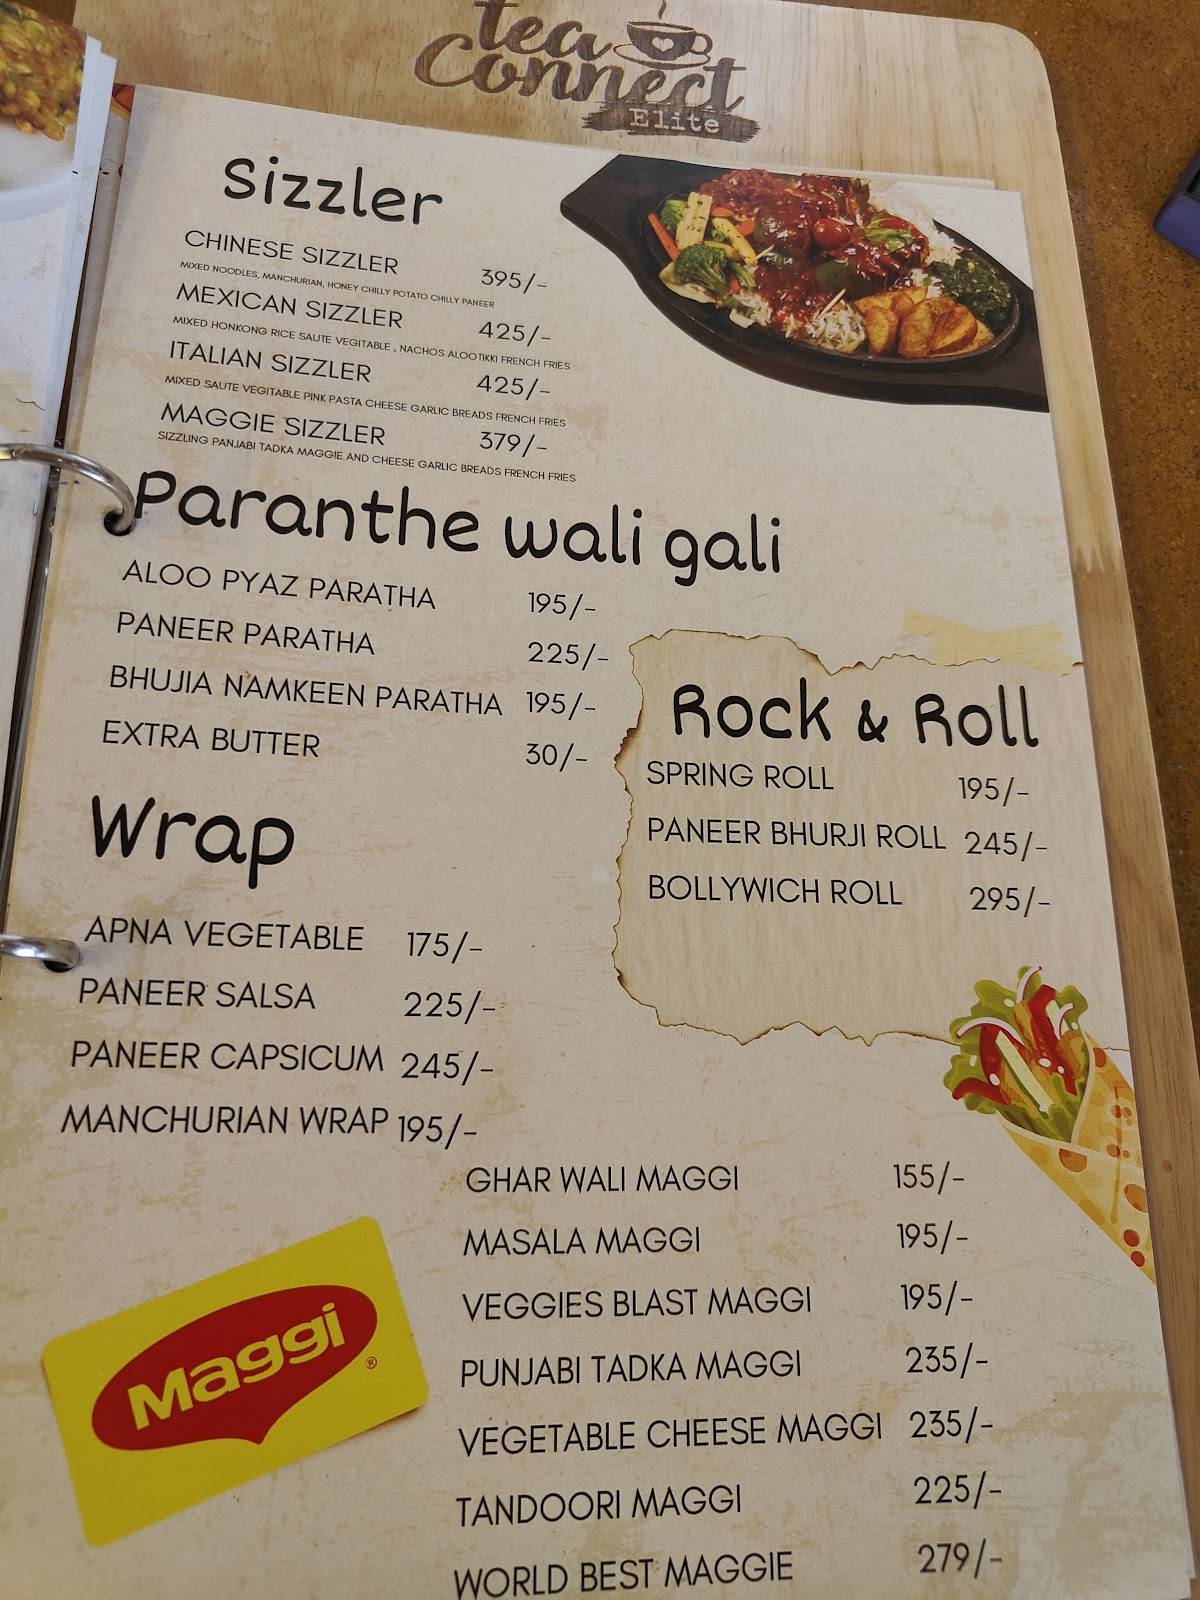 tea
Connect
Elite
Sizzler
CHINESE SIZZLER 395/-
MIXED NOODLES, MANCHURIAN, HONEY CHILLY POTATO CHILLY PANEER
MEXICAN SIZZLER 425/-
MIXED HONKONG RICE SAUTE VEGITABLE , NACHOS ALOOTIKKI FRENCH FRIES
ITALIAN SIZZLER 425/-
MIXED SAUTE VEGITABLE PINK PASTA CHEESE GARLIC BREADS FRENCH FRIES
MAGGIE SIZZLER 379/-
SIZZLING PANJABI TADKA MAGGIE AND CHEESE GARLIC BREADS FRENCH FRIES
Paranthe wali gali
ALOO PYAZ PARATHA 195/-
PANEER PARATHA 225/-
BHUJIA NAMKEEN PARATHA 195/-
EXTRA BUTTER 30/-
Rock & Roll
SPRING ROLL 195/-
PANEER BHURJI ROLL 245/-
BOLLYWICH ROLL 295/-
Wrap
APNA VEGETABLE 175/-
PANEER SALSA 225/-
PANEER CAPSICUM 245/-
MANCHURIAN WRAP 195/-
Maggi ®
GHAR WALI MAGGI 155/-
MASALA MAGGI 195/-
VEGGIES BLAST MAGGI 195/-
PUNJABI TADKA MAGGI 235/-
VEGETABLE CHEESE MAGGI 235/-
TANDOORI MAGGI 225/-
WORLD BEST MAGGIE 279/-